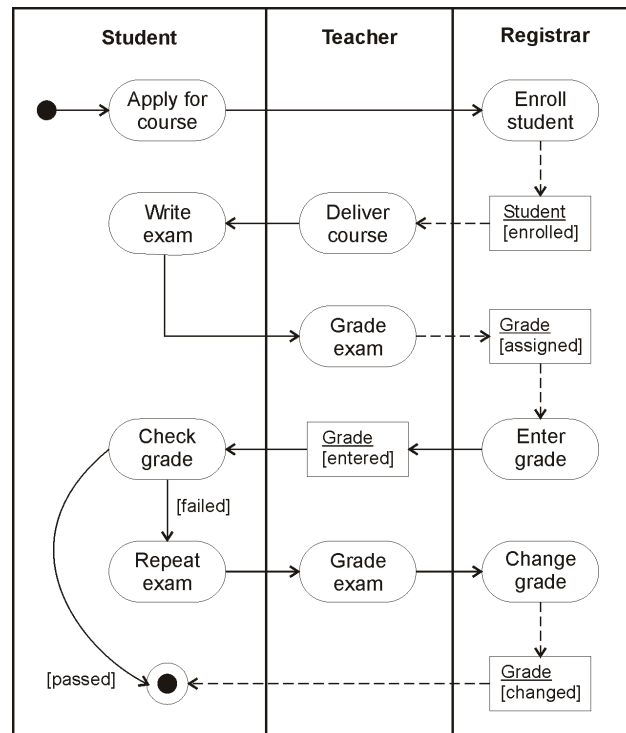 Student
Teacher
Registrar
Apply for
course
Enroll
student
Write
exam
Deliver
course
Student
[enrolled]
Grade
exam
Grade
[assigned]
Check
grade
Grade
[entered]
Enter
grade
[failed]
Repeat
exam
Grade
exam
Change
grade
[passed]
Grade
[changed]